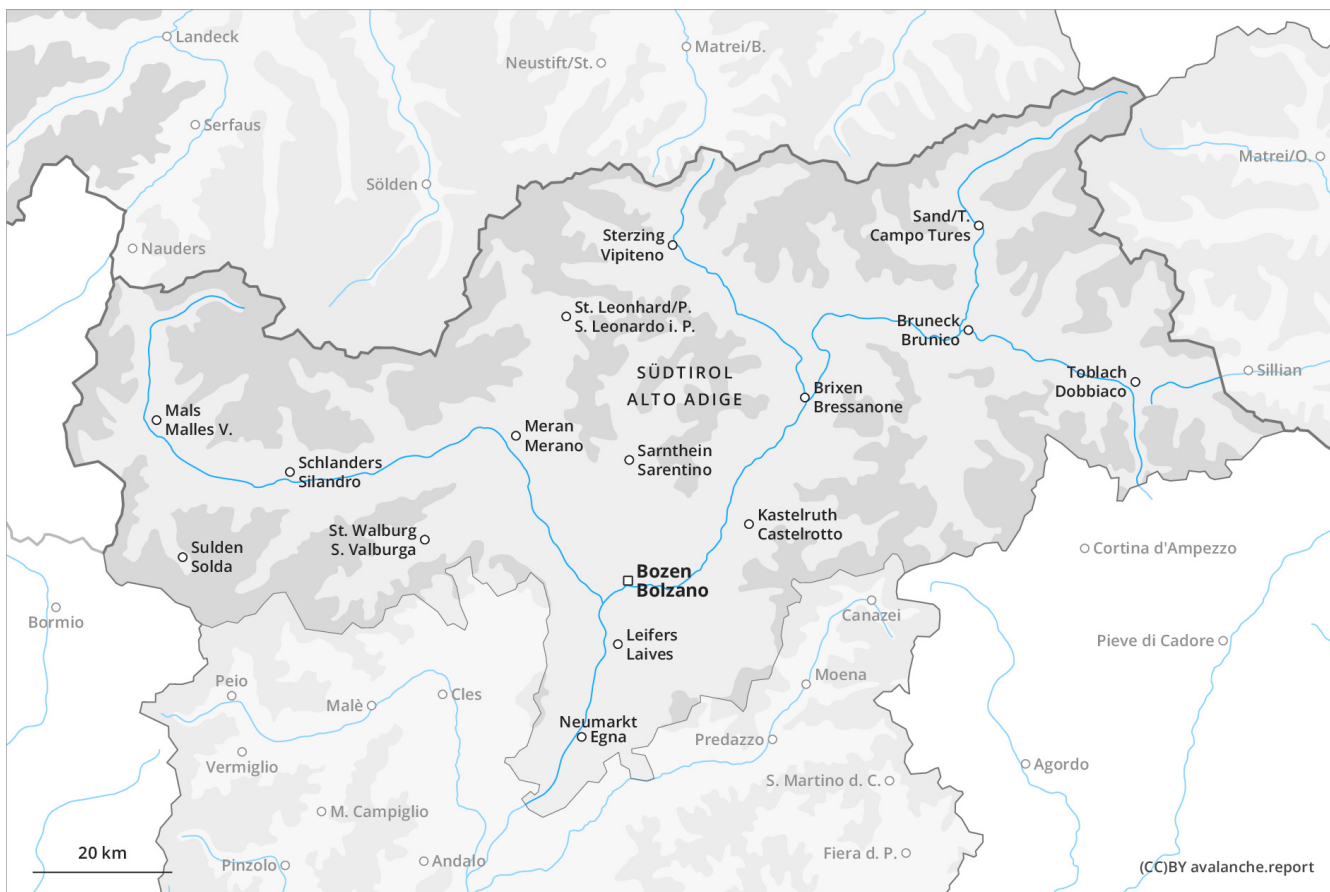 Landeck
Matrei/B.
Neustift/St.
Serfaus
Matrei/O.
Sölden
Sand/T.
Campo Tures
Sterzing
Vipiteno
Nauders
St. Leonhard/P.
S. Leonardo i. P.
Bruneck
Brunico
SÜDTIROL
ALTO ADIGE
Toblach
Dobbiaco
Sillian
Brixen
Bressanone
Mals
Malles V.
Meran
Merano
Schlanders
Silandro
Sarnthein
Sarentino
Kastelruth
Castelrotto
St. Walburg
S. Valburga
Sulden
Solda
Cortina d'Ampezzo
Bozen
Bolzano
Bormio
Canazei
Leifers
Laives
Pieve di Cadore
Peio
Moena
Malè
Cles
Neumarkt
Egna
Predazzo
Vermiglio
Agordo
S. Martino d. C.
M. Campiglio
20 km
Pinzolo
Andalo
Fiera d. P.
(CC)BY avalanche.report